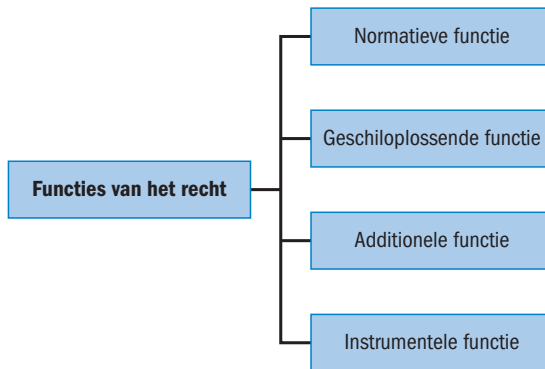 Functies van het recht
Normatieve functie
Geschiloplossende functie
Additionele functie
Instrumentele functie